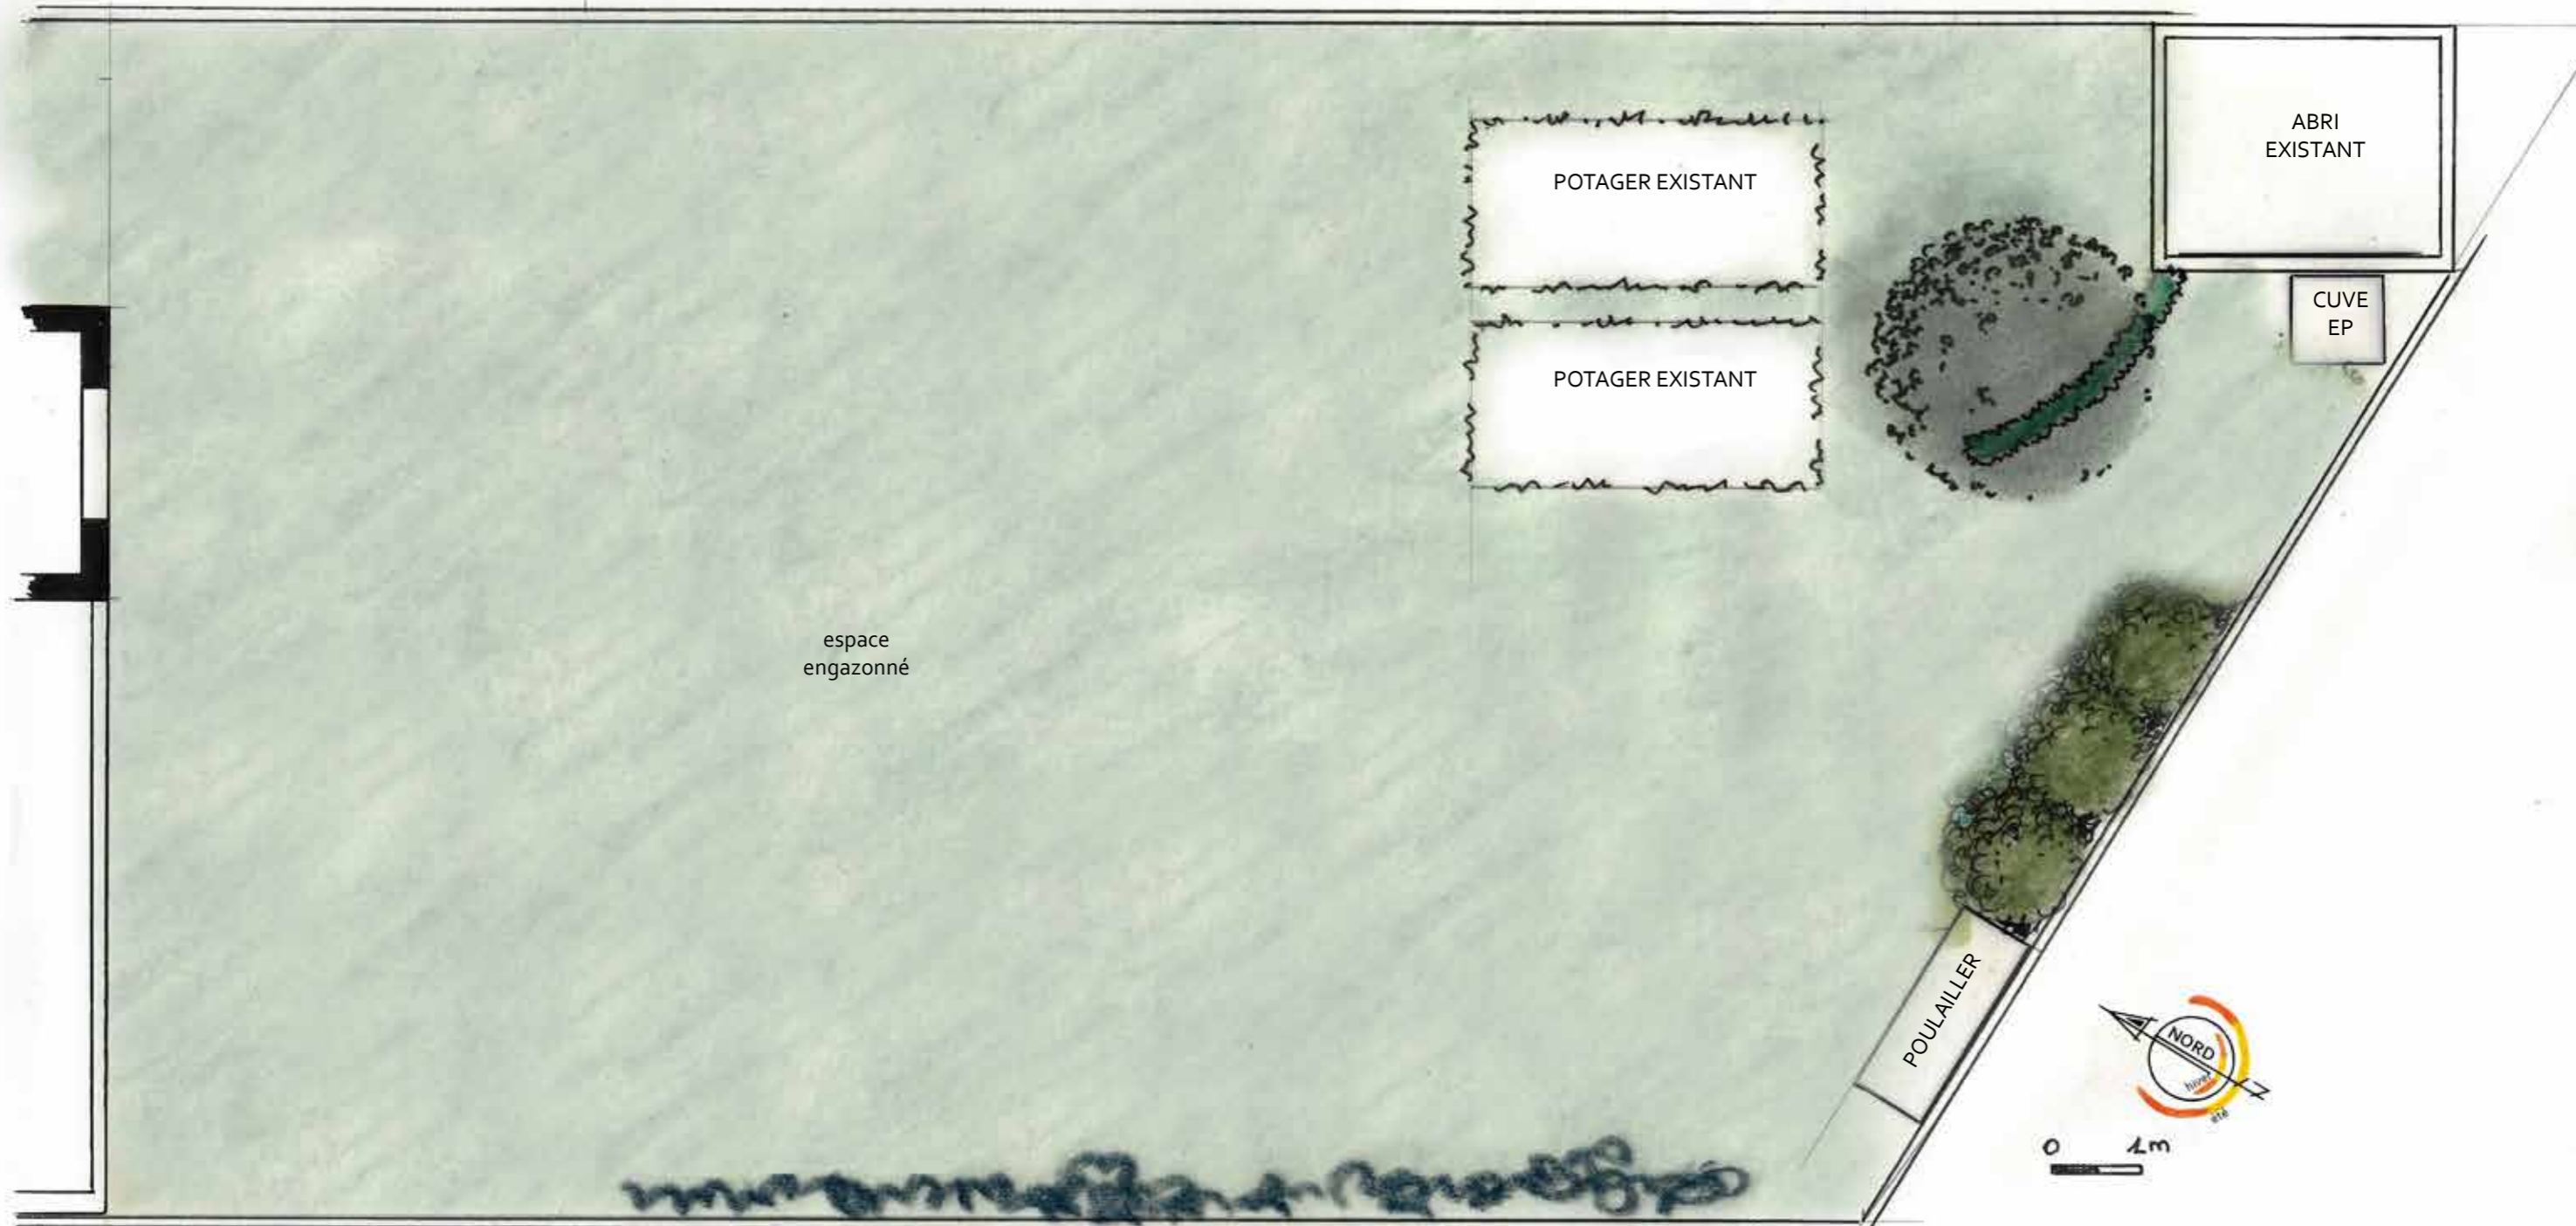 ABRI
EXISTANT
POTAGER EXISTANT
CUVE
EP
POTAGER EXISTANT
espace
engazonné
POULAILLER
NORD
hiver
été
N
0 1m